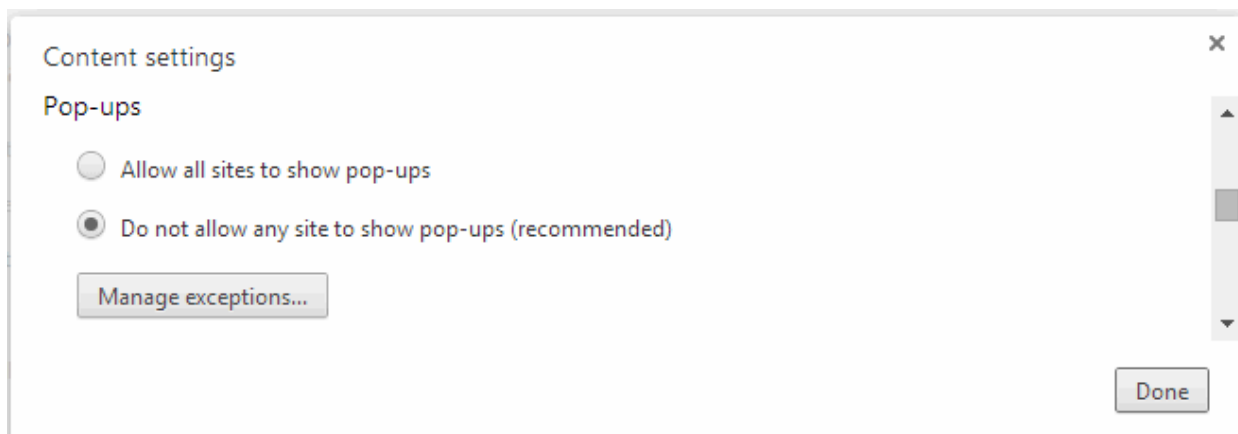 Content settings
Pop-ups
Allow all sites to show pop-ups
Do not allow any site to show pop-ups (recommended)
Manage exceptions...
Done